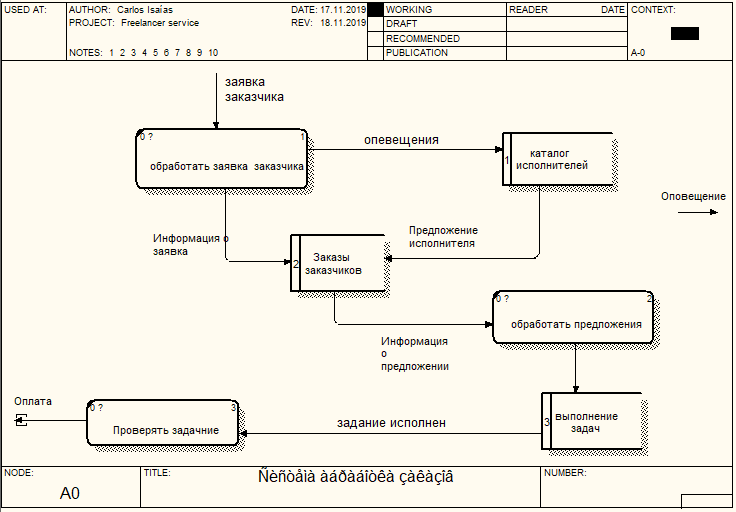 USED AT:
AUTHOR: Carlos Isaías
DATE: 17.11.2019
WORKING
READER
DATE
CONTEXT:
PROJECT: Freelancer service
REV: 18.11.2019
DRAFT
RECOMMENDED
NOTES: 1 2 3 4 5 6 7 8 9 10
PUBLICATION
A-0
заявка
заказчика
0 ?
1
обработать заявка заказчика
опевещения
1
каталог
исполнителей
Оповещение
Информация о
заявка
2
Заказы
заказчиков
Предложение
исполнителя
0 ?
2
обработать предложения
Информация
о
предложении
Оплата
0 ?
3
Проверять задачние
задание исполнен
3
выполнение
задач
NODE:
TITLE:
Ñèñòåìà àáðàáîòêà çàêàçîâ
NUMBER:
A0